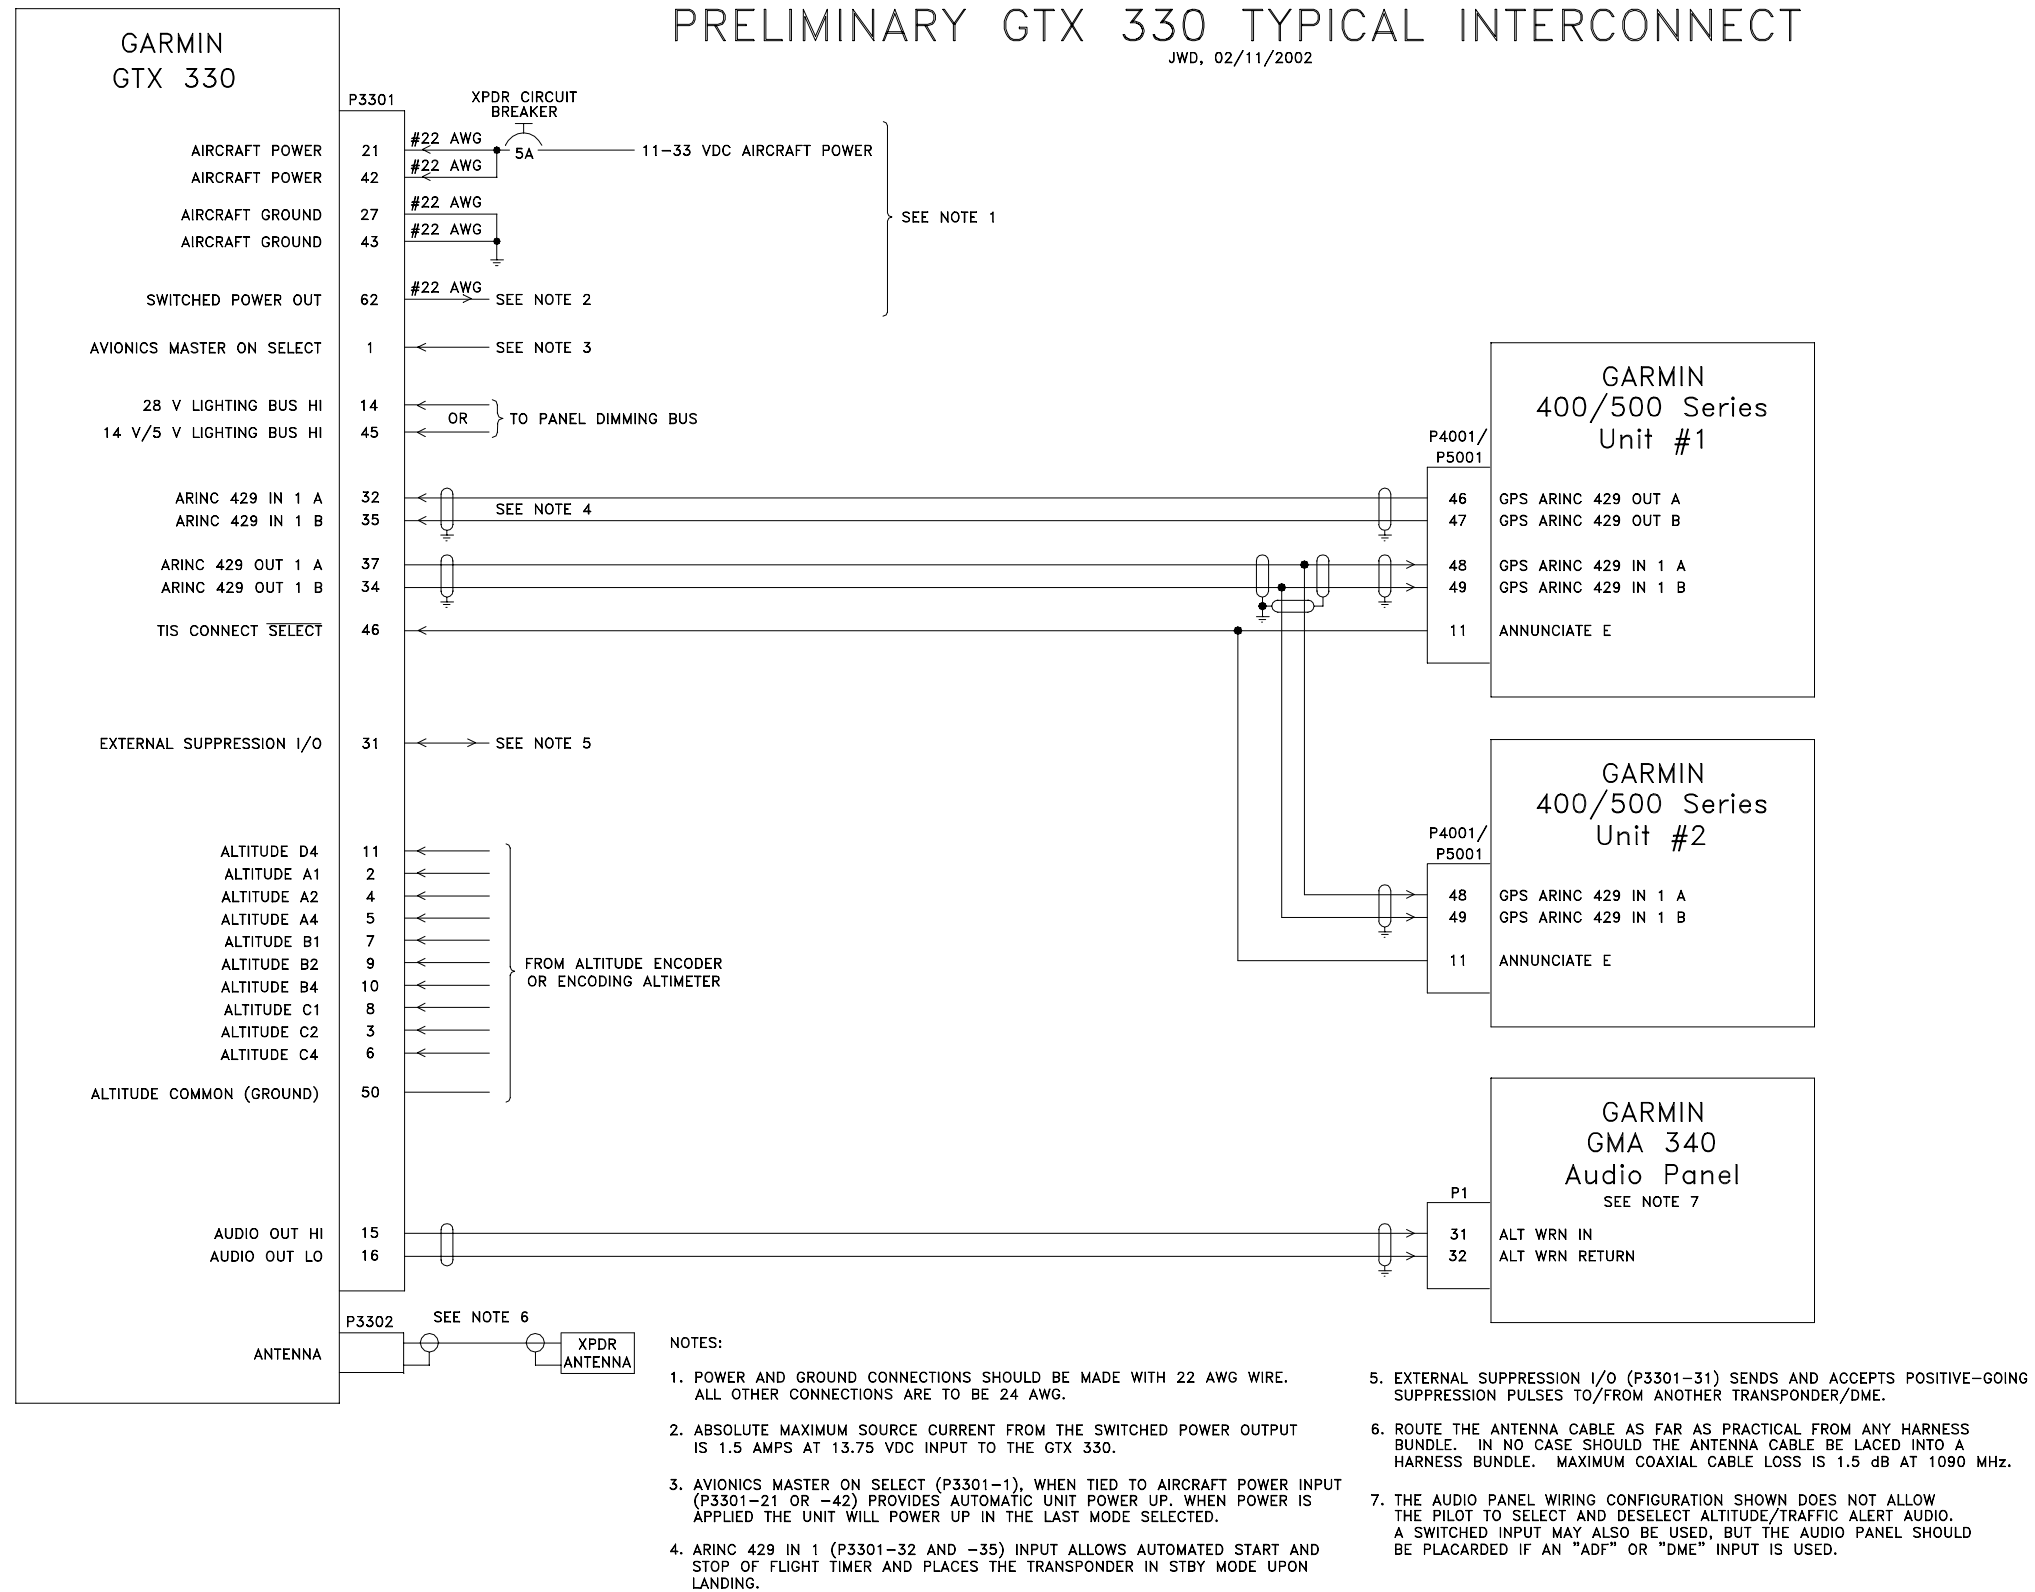 PRELIMINARY GTX 330 TYPICAL INTERCONNECT
JWD, 02/11/2002
GARMIN
GTX 330
P3301
XPDR CIRCUIT
BREAKER
AIRCRAFT POWER 21 #22 AWG 5A 11-33 VDC AIRCRAFT POWER
AIRCRAFT POWER 42 #22 AWG
AIRCRAFT GROUND 27 #22 AWG
SEE NOTE 1
AIRCRAFT GROUND 43 #22 AWG
SWITCHED POWER OUT 62 #22 AWG SEE NOTE 2
AVIONICS MASTER ON SELECT 1 SEE NOTE 3
28 V LIGHTING BUS HI 14
OR TO PANEL DIMMING BUS
14 V/5 V LIGHTING BUS HI 45
ARINC 429 IN 1 A 32
SEE NOTE 4
ARINC 429 IN 1 B 35
ARINC 429 OUT 1 A 37
ARINC 429 OUT 1 B 34
TIS CONNECT SELECT 46
EXTERNAL SUPPRESSION I/O 31 SEE NOTE 5
ALTITUDE D4 11
ALTITUDE A1 2
ALTITUDE A2 4
ALTITUDE A4 5
ALTITUDE B1 7
ALTITUDE B2 9
ALTITUDE B4 10
ALTITUDE C1 8
ALTITUDE C2 3
ALTITUDE C4 6
FROM ALTITUDE ENCODER
OR ENCODING ALTIMETER
ALTITUDE COMMON (GROUND) 50
AUDIO OUT HI 15
AUDIO OUT LO 16
P3302
SEE NOTE 6
ANTENNA
XPDR
ANTENNA
GARMIN
400/500 Series
Unit #1
P4001/
P5001
46 GPS ARINC 429 OUT A
47 GPS ARINC 429 OUT B
48 GPS ARINC 429 IN 1 A
49 GPS ARINC 429 IN 1 B
11 ANNUNCIATE E
GARMIN
400/500 Series
Unit #2
P4001/
P5001
48 GPS ARINC 429 IN 1 A
49 GPS ARINC 429 IN 1 B
11 ANNUNCIATE E
GARMIN
GMA 340
Audio Panel
SEE NOTE 7
P1
31 ALT WRN IN
32 ALT WRN RETURN
NOTES:
1. POWER AND GROUND CONNECTIONS SHOULD BE MADE WITH 22 AWG WIRE.
ALL OTHER CONNECTIONS ARE TO BE 24 AWG.
2. ABSOLUTE MAXIMUM SOURCE CURRENT FROM THE SWITCHED POWER OUTPUT
IS 1.5 AMPS AT 13.75 VDC INPUT TO THE GTX 330.
3. AVIONICS MASTER ON SELECT (P3301-1), WHEN TIED TO AIRCRAFT POWER INPUT
(P3301-21 OR -42) PROVIDES AUTOMATIC UNIT POWER UP. WHEN POWER IS
APPLIED THE UNIT WILL POWER UP IN THE LAST MODE SELECTED.
4. ARINC 429 IN 1 (P3301-32 AND -35) INPUT ALLOWS AUTOMATED START AND
STOP OF FLIGHT TIMER AND PLACES THE TRANSPONDER IN STBY MODE UPON
LANDING.
5. EXTERNAL SUPPRESSION I/O (P3301-31) SENDS AND ACCEPTS POSITIVE-GOING
SUPPRESSION PULSES TO/FROM ANOTHER TRANSPONDER/DME.
6. ROUTE THE ANTENNA CABLE AS FAR AS PRACTICAL FROM ANY HARNESS
BUNDLE. IN NO CASE SHOULD THE ANTENNA CABLE BE LACED INTO A
HARNESS BUNDLE. MAXIMUM COAXIAL CABLE LOSS IS 1.5 dB AT 1090 MHz.
7. THE AUDIO PANEL WIRING CONFIGURATION SHOWN DOES NOT ALLOW
THE PILOT TO SELECT AND DESELECT ALTITUDE/TRAFFIC ALERT AUDIO.
A SWITCHED INPUT MAY ALSO BE USED, BUT THE AUDIO PANEL SHOULD
BE PLACARDED IF AN "ADF" OR "DME" INPUT IS USED.